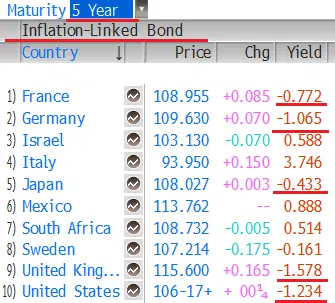 Maturity 5 Year
Inflation-Linked Bond
Country ↓ Price Chg Yield
1) France 108.955 +0.085 -0.772
2) Germany 109.630 +0.070 -1.065
3) Israel 103.130 -0.070 0.588
4) Italy 93.950 +0.150 3.746
5) Japan 108.027 +0.003 -0.433
6) Mexico 113.762 -- 0.888
7) South Africa 108.732 -0.005 0.514
8) Sweden 107.214 -0.175 -0.161
9) United King... 115.600 +0.165 -1.578
10) United States 106-17+ + 00¼ -1.234